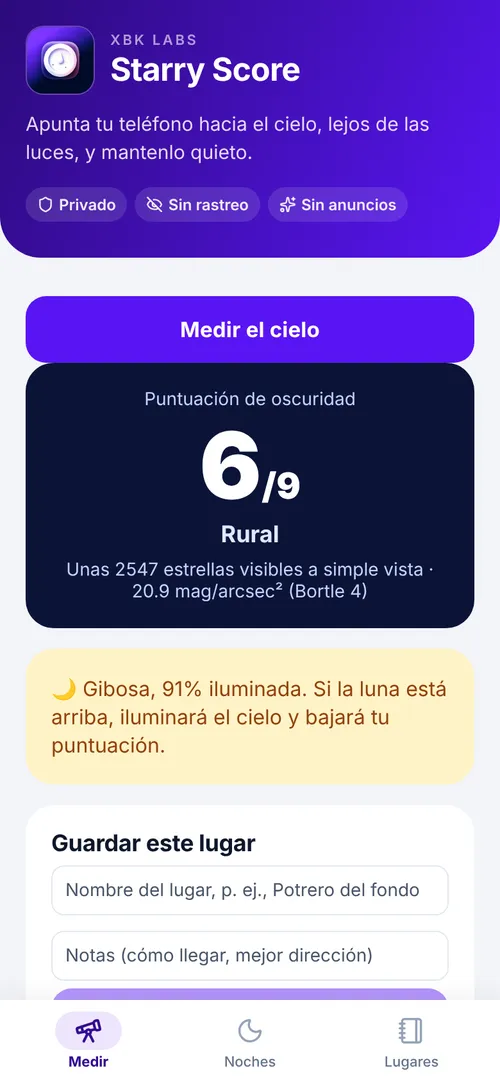 XBK LABS
Starry Score
Apunta tu teléfono hacia el cielo, lejos de las
luces, y mantenlo quieto.
Privado
Sin rastreo
Sin anuncios
Medir el cielo
Puntuación de oscuridad
6/9
Rural
Unas 2547 estrellas visibles a simple vista ·
20.9 mag/arcsec² (Bortle 4)
🌙 Gibosa, 91% iluminada. Si la luna está
arriba, iluminará el cielo y bajará tu
puntuación.
Guardar este lugar
Nombre del lugar, p. ej., Potrero del fondo
Notas (cómo llegar, mejor dirección)
Medir
Noches
Lugares